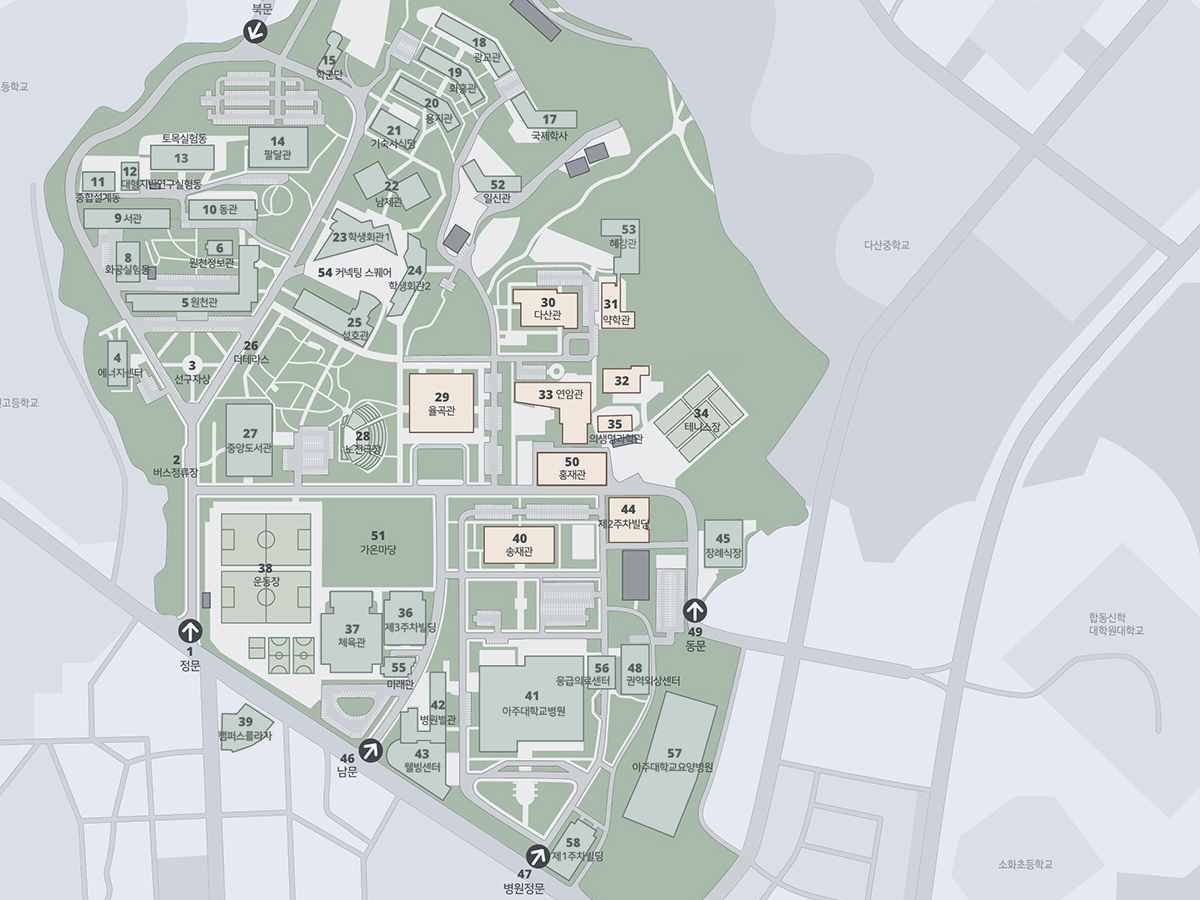 북문
18
광교관
15
학군단
19
화홍관
20
용지관
17
국제학사
21
기숙사식당
토목실험동
14
팔달관
13
12
대형지반연구실험동
11
종합설계동
22
남제관
52
일신관
9 서관
10 동관
23 학생회관1
53
혜강관
다산중학교
6
원천정보관
8
화공실험동
54 커넥팅 스퀘어
24
학생회관2
5 원천관
30
다산관
31
약학관
25
성호관
26
더테라스
4
에너지센터
3
선구자상
32
33 연암관
29
율곡관
34
테니스장
35
의생명과학관
27
중앙도서관
28
노천극장
2
버스정류장
50
홍재관
44
제2주차빌딩
51
가온마당
40
송재관
45
장례식장
38
운동장
36
제3주차빌딩
37
체육관
49
동문
합동신학
대학원대학교
1
정문
55
미래관
56
응급의료센터
48
권역외상센터
41
아주대학교병원
42
병원별관
39
캠퍼스플라자
46
남문
43
웰빙센터
57
아주대학교요양병원
58
제1주차빌딩
47
병원정문
소화초등학교
등학교
고등학교